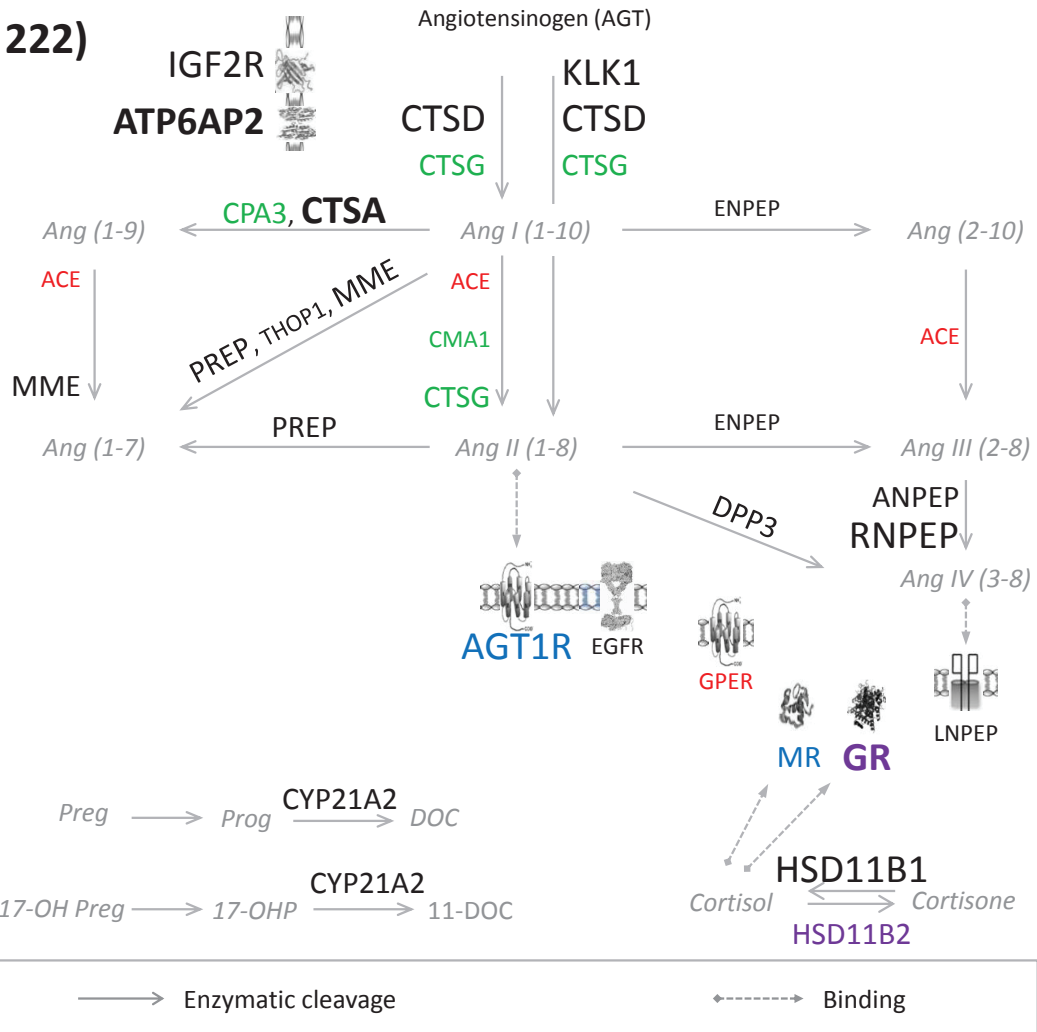 Angiotensinogen (AGT)
222)
IGF2R
ATP6AP2
KLK1
CTSD
CTSD
CTSG
CTSG
CPA3, CTSA
ENPEP
Ang (1-9)
Ang I (1-10)
Ang (2-10)
ACE
ACE
PREP, THOP1, MME
CMA1
ACE
MME
CTSG
PREP
ENPEP
Ang (1-7)
Ang II (1-8)
Ang III (2-8)
ANPEP
DPP3
RNPEP
Ang IV (3-8)
AGT1R
EGFR
GPER
LNPEP
MR
GR
CYP21A2
Preg
Prog
DOC
CYP21A2
HSD11B1
17-OH Preg
17-OHP
11-DOC
Cortisol
Cortisone
HSD11B2
Enzymatic cleavage
Binding